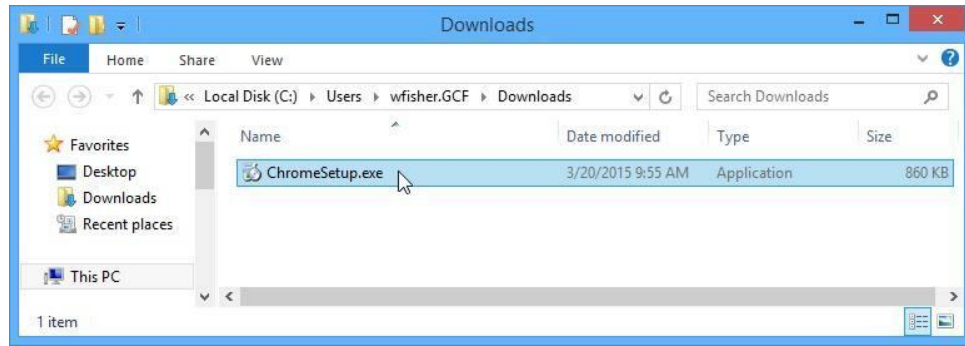 Downloads
File Home Share View
« Local Disk (C:) Users wfisher.GCF Downloads Search Downloads
Name Date modified Type Size
Favorites
ChromeSetup.exe 3/20/2015 9:55 AM Application 860 KB
Desktop
Downloads
Recent places
This PC
1 item